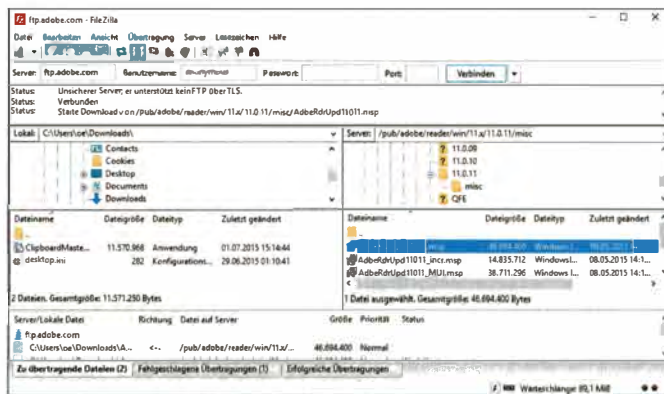 ftp.adobe.com - FileZilla
Datei Bearbeiten Ansicht Übertragung Server Lesezeichen Hilfe
Server: ftp.adobe.com Benutzername: anonymous Passwort: Port: Verbinden
Status: Unsicherer Server; er unterstützt kein FTP über TLS.
Status: Verbunden
Status: Starte Download von /pub/adobe/reader/win/11.x/11.0.11/misc/AdbeRdrUpd11011.msp
Lokal: C:\Users\oe\Downloads\
Server: /pub/adobe/reader/win/11.x/11.0.11/misc
Contacts
Cookies
Desktop
Documents
Downloads
11.0.09
11.0.10
11.0.11
misc
QFE
Dateiname Dateigröße Dateityp Zuletzt geändert
..
ClipboardMaste... 11.570.968 Anwendung 01.07.2015 15:14:44
desktop.ini 282 Konfigurations... 29.06.2015 01:10:41
2 Dateien. Gesamtgröße: 11.571.250 Bytes
Dateiname Dateigröße Dateityp Zuletzt geändert
..
46.694.400 Windows I...
AdbeRdrUpd11011_incr.msp 14.835.712 Windows I... 08.05.2015 14:1...
AdbeRdrUpd11011_MUI.msp 38.711.296 Windows I... 08.05.2015 14:1...
1 Datei ausgewählt. Gesamtgröße: 46.694.400 Bytes
Server/Lokale Datei Richtung Datei auf Server Größe Priorität Status
ftp.adobe.com
C:\Users\oe\Downloads\A... <-- /pub/adobe/reader/win/11.x/... 46.694.400 Normal
Zu übertragende Dateien (2) Fehlgeschlagene Übertragungen (1) Erfolgreiche Übertragungen
Warteschlange: 89,1 MiB